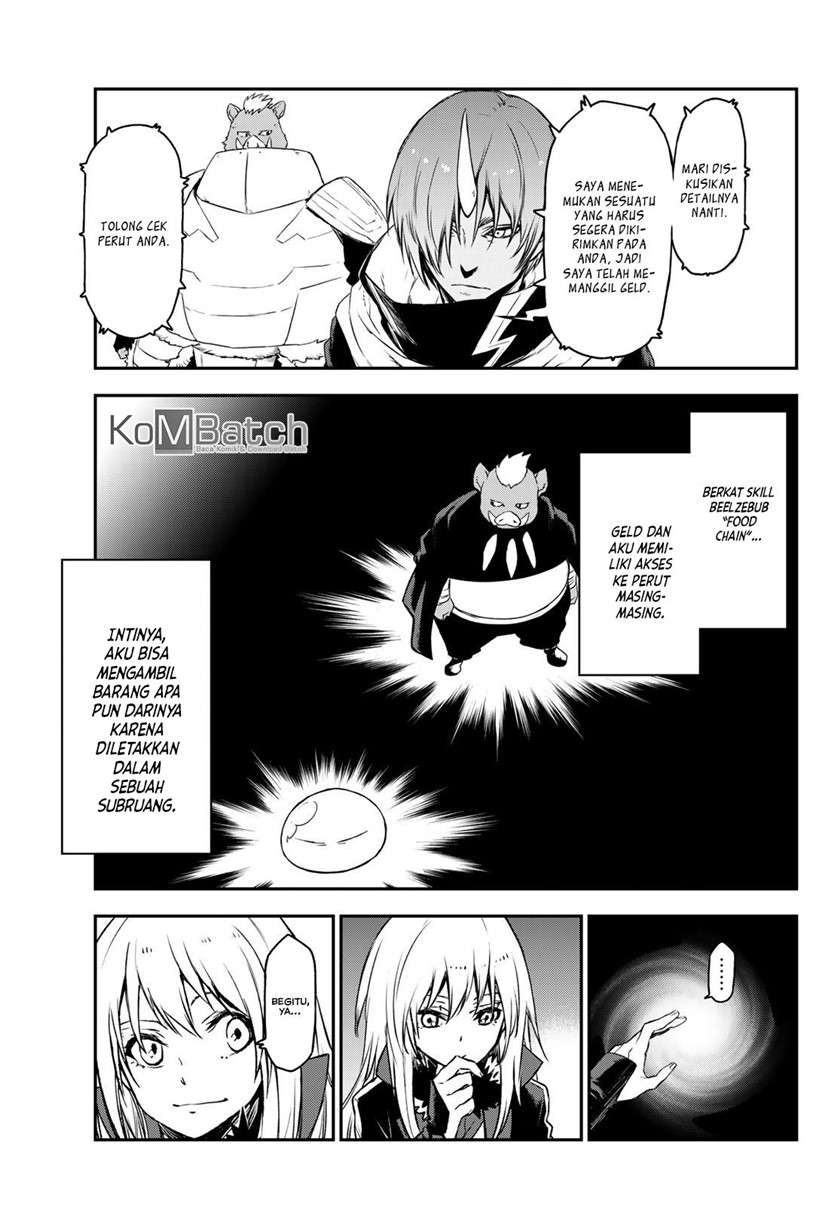 MARI DIS-
KUSIKAN
DETAILNYA
NANTI.
SAYA MENE-
MUKAN SESUATU
YANG HARUS
SEGERA DIKI-
RIMKAN PADA
ANDA, JADI
SAYA TELAH ME-
MANGGIL GELD.
TOLONG CEK
PERUT ANDA.
KoMBatch
Baca Komik & Download Batch
BERKAT SKILL
BEELZEBUB
"FOOD
CHAIN"...
GELD DAN
AKU MEMI-
LIKI AKSES
KE PERUT
MASING-
MASING.
INTINYA,
AKU BISA
MENGAMBIL
BARANG APA
PUN DARINYA
KARENA
DILETAKKAN
DALAM
SEBUAH
SUBRUANG.
......
BEGITU,
YA...